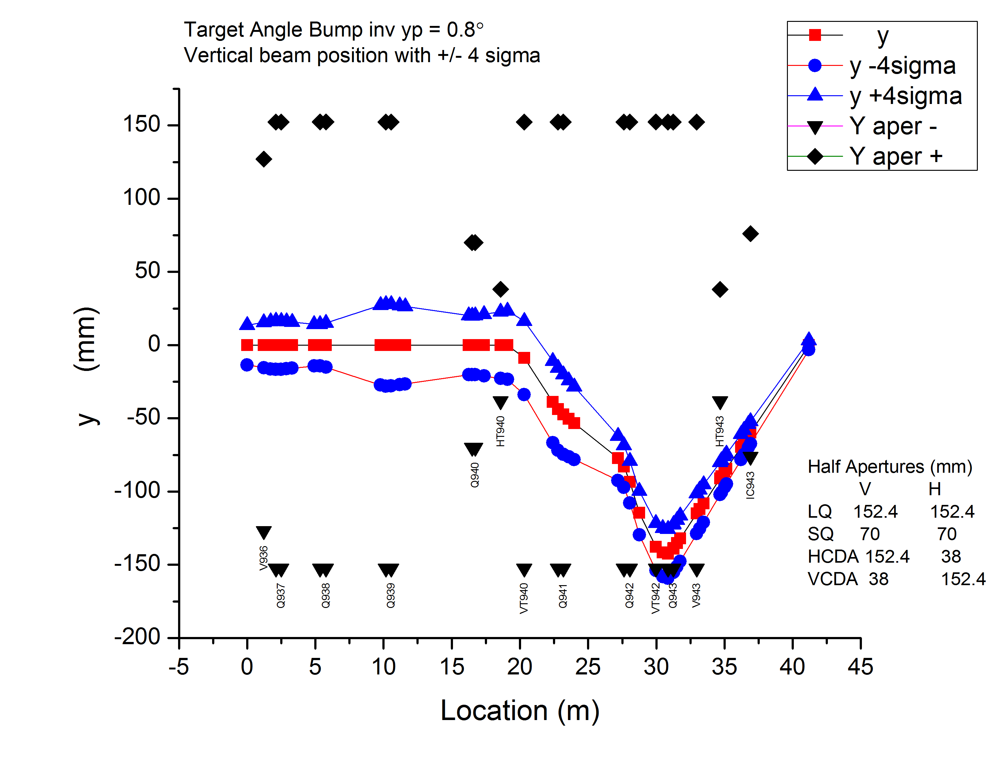 Target Angle Bump inv yp = 0.8°
Vertical beam position with +/- 4 sigma
y
y -4sigma
y +4sigma
Y aper -
Y aper +
150
100
50
0
-50
-100
-150
-200
y (mm)
-5 0 5 10 15 20 25 30 35 40 45
Location (m)
V936
Q937
Q938
Q939
Q940
HT940
VT940
Q941
Q942
VT942
Q943
V943
HT943
IC943
Half Apertures (mm)
V H
LQ 152.4 152.4
SQ 70 70
HCDA 152.4 38
VCDA 38 152.4